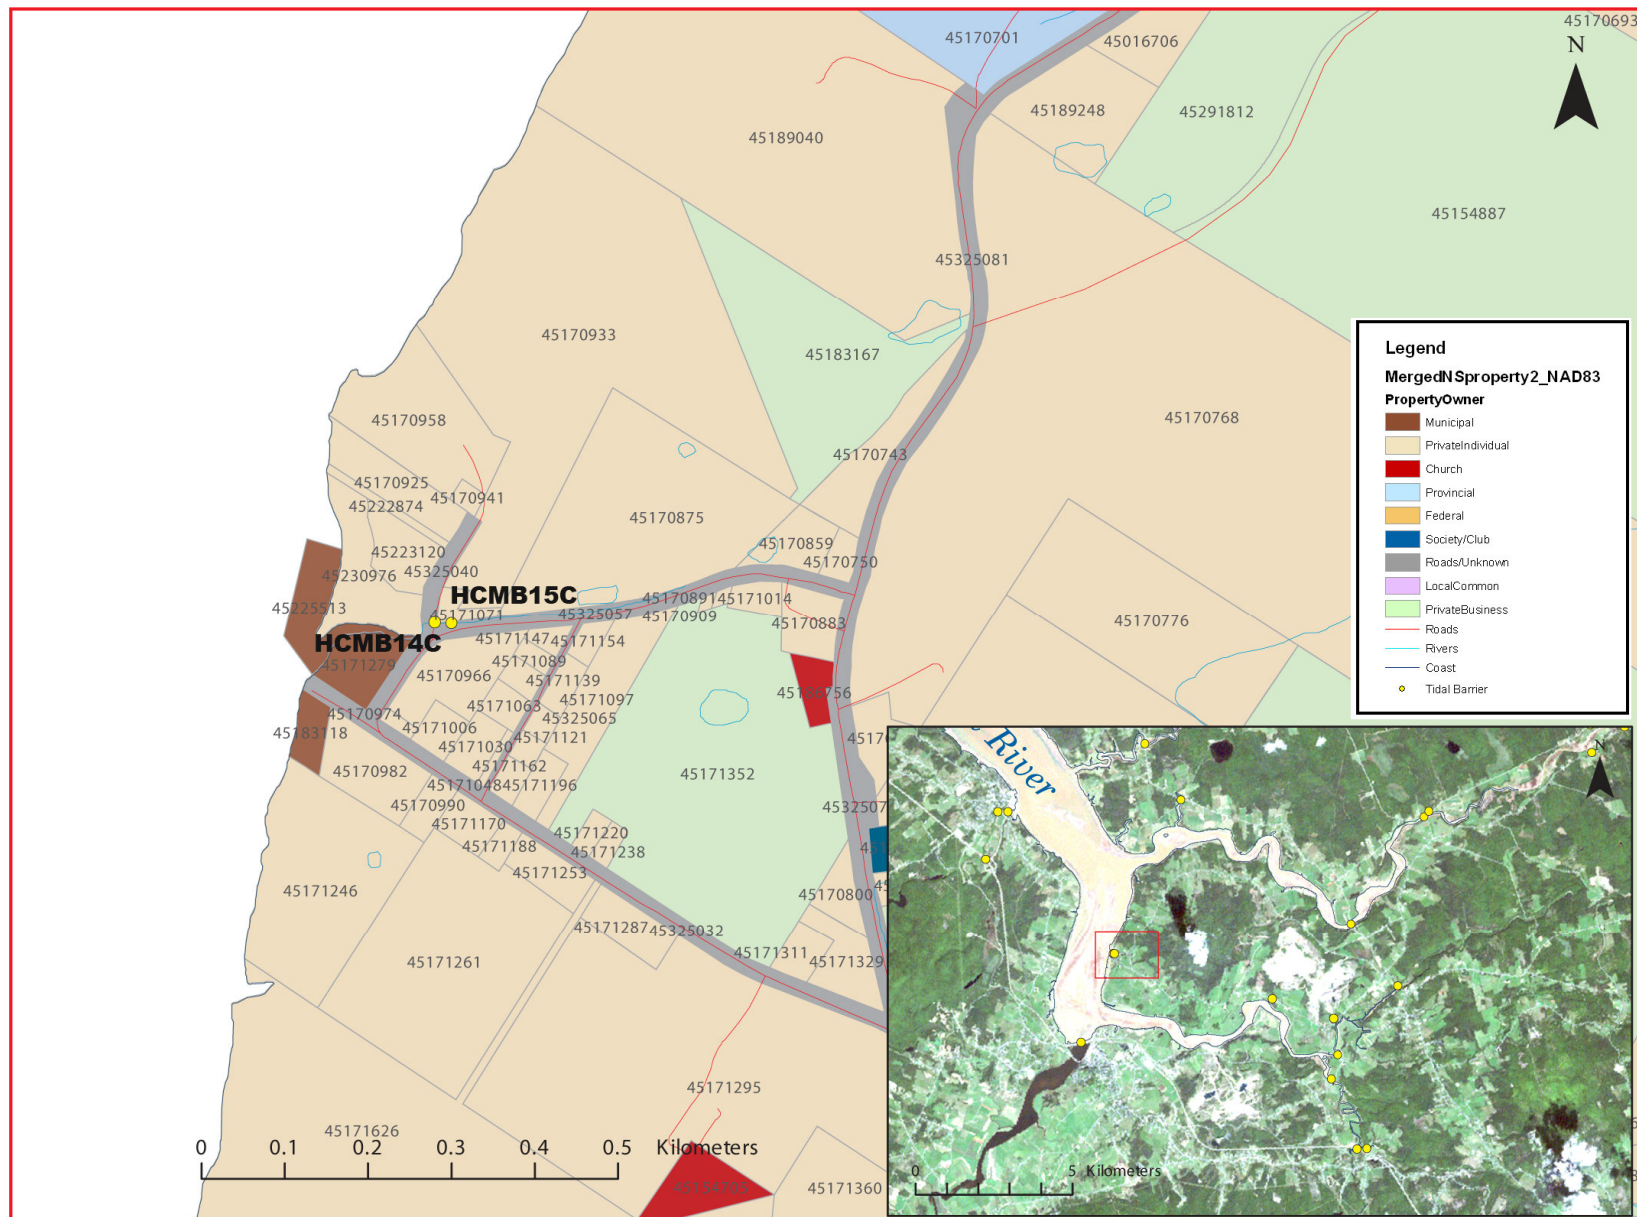 45170693
N
45170701
45016706
45189248
45291812
45189040
45154887
45325081
45170933
45183167
45170768
45170958
45170743
45170925
45170941
45222874
45170875
45170859
45170750
45223120
45325040
45230976
HCMB15C
45225513
45171071
45325057
45170891
45171014
45170909
45170883
45170776
HCMB14C
45171147
45171154
45171279
45170966
45171089
45171139
45171097
45186756
45171063
45325065
45170974
45171006
45171121
45183118
45171030
45170982
45171162
45171352
45171048
45171196
45170990
45171170
45171220
45171188
45171238
45171253
45171246
45170800
45171287
45325032
45171311
45171329
45171261
45171295
45171626
45154705
45171360
0 0.1 0.2 0.3 0.4 0.5 Kilometers
Legend
MergedNSproperty2_NAD83
PropertyOwner
Municipal
PrivateIndividual
Church
Provincial
Federal
Society/Club
Roads/Unknown
LocalCommon
PrivateBusiness
Roads
Rivers
Coast
Tidal Barrier
River
N
0 5 Kilometers